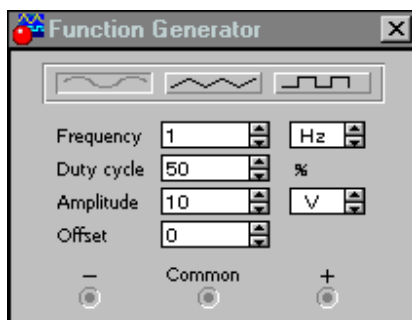 Function Generator
Frequency 1 Hz
Duty cycle 50 %
Amplitude 10 V
Offset 0
− Common +